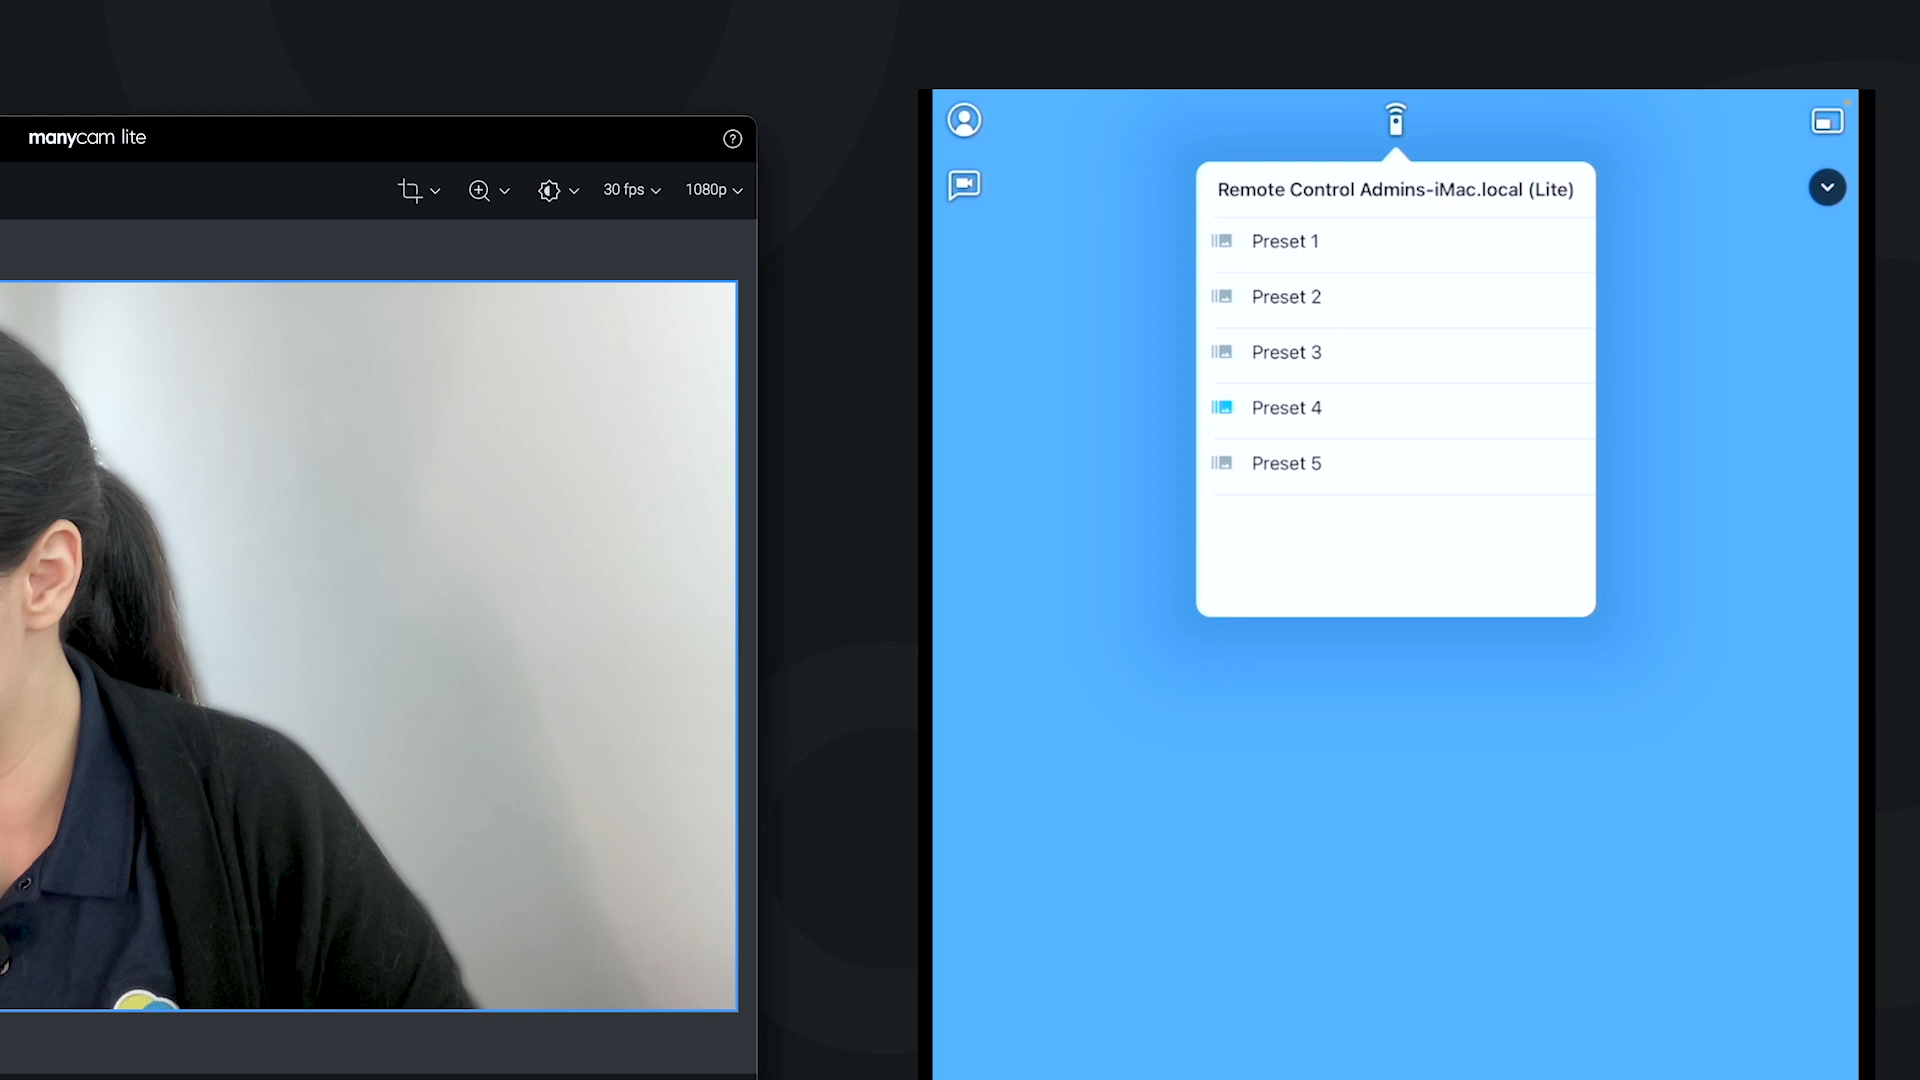 manycam lite
30 fps
1080p
Remote Control Admins-iMac.local (Lite)
Preset 1
Preset 2
Preset 3
Preset 4
Preset 5